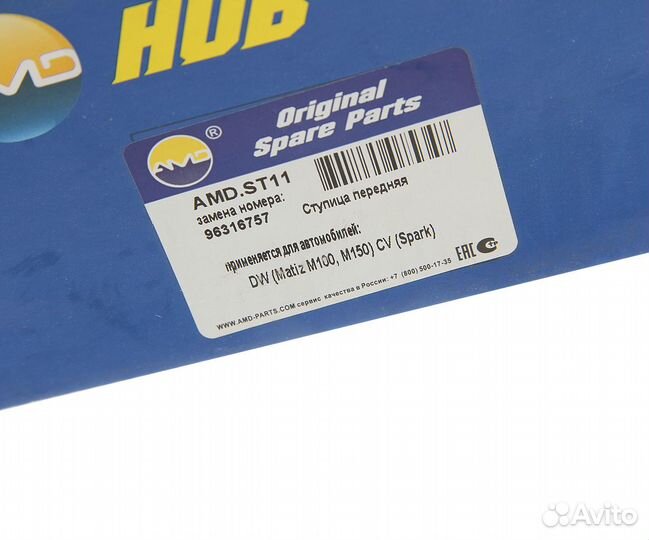 AMD
HUB
Original
Spare Parts
AMD ®
AMD.ST11
замена номера:
96316757
Ступица передняя
применяется для автомобилей:
DW (Matiz M100, M150) CV (Spark)
WWW.AMD-PARTS.COM сервис качества в России: +7 (800) 500-17-35
EAC
Avito